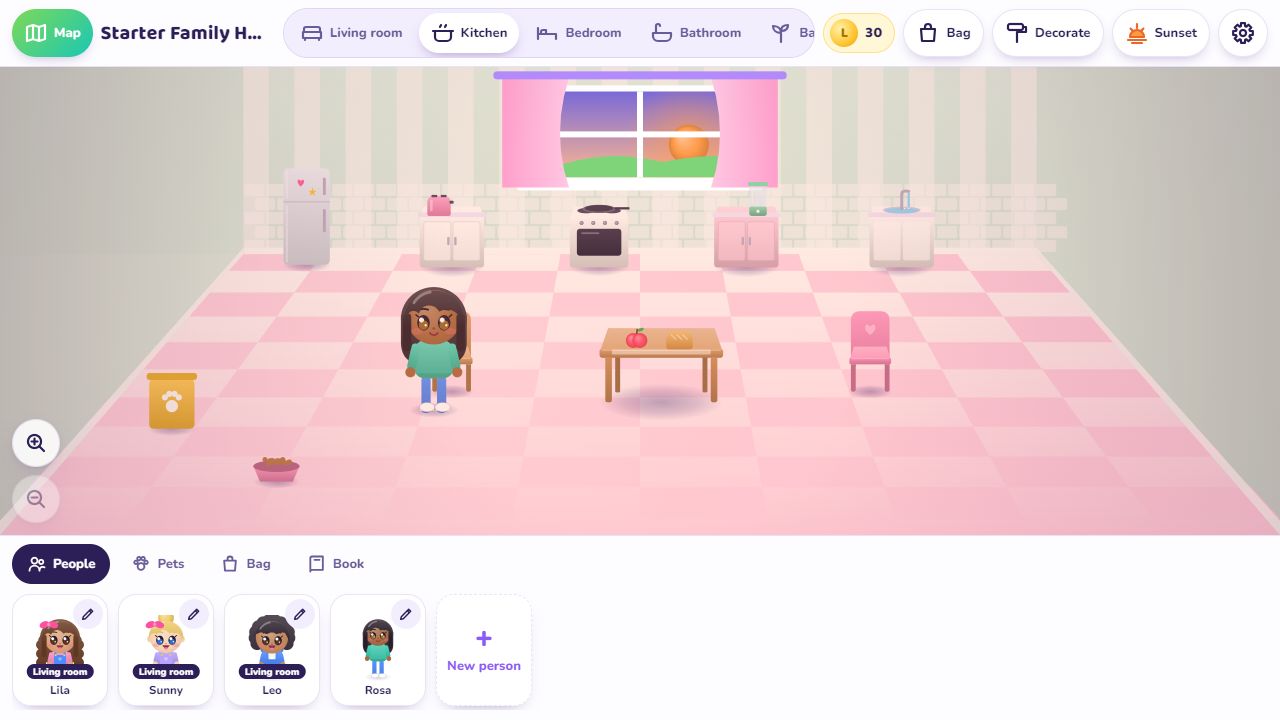 Map
Starter Family H...
Living room
Kitchen
Bedroom
Bathroom
Ba
L 30
Bag
Decorate
Sunset
People
Pets
Bag
Book
Living room
Lila
Living room
Sunny
Living room
Leo
Rosa
+
New person